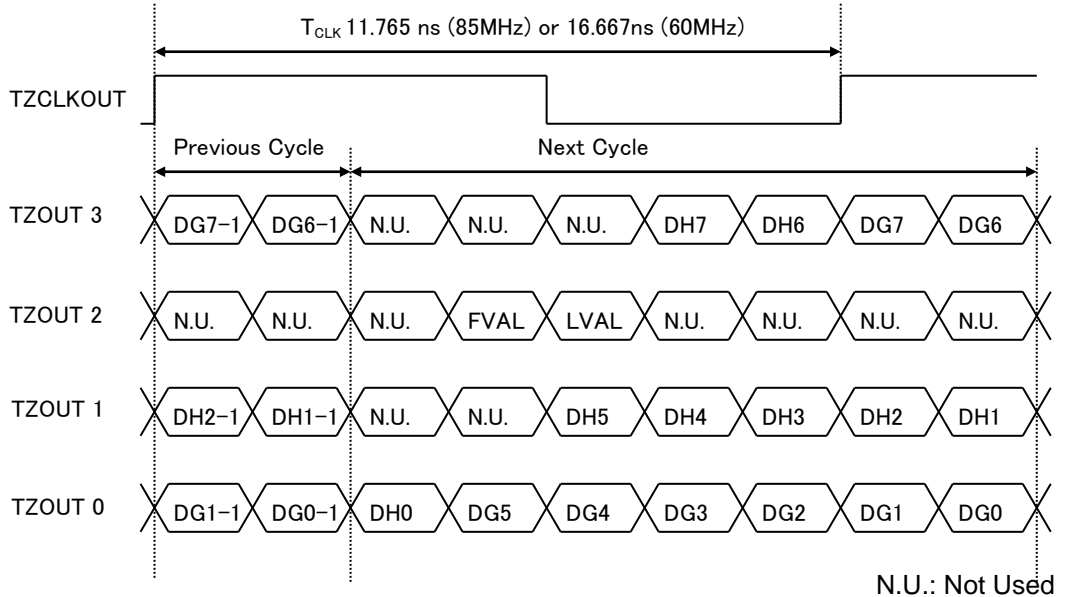 TCLK 11.765 ns (85MHz) or 16.667ns (60MHz)
TZCLKOUT
Previous Cycle Next Cycle
TZOUT 3 DG7-1 DG6-1 N.U. N.U. N.U. DH7 DH6 DG7 DG6
TZOUT 2 N.U. N.U. N.U. FVAL LVAL N.U. N.U. N.U. N.U.
TZOUT 1 DH2-1 DH1-1 N.U. N.U. DH5 DH4 DH3 DH2 DH1
TZOUT 0 DG1-1 DG0-1 DH0 DG5 DG4 DG3 DG2 DG1 DG0
N.U.: Not Used